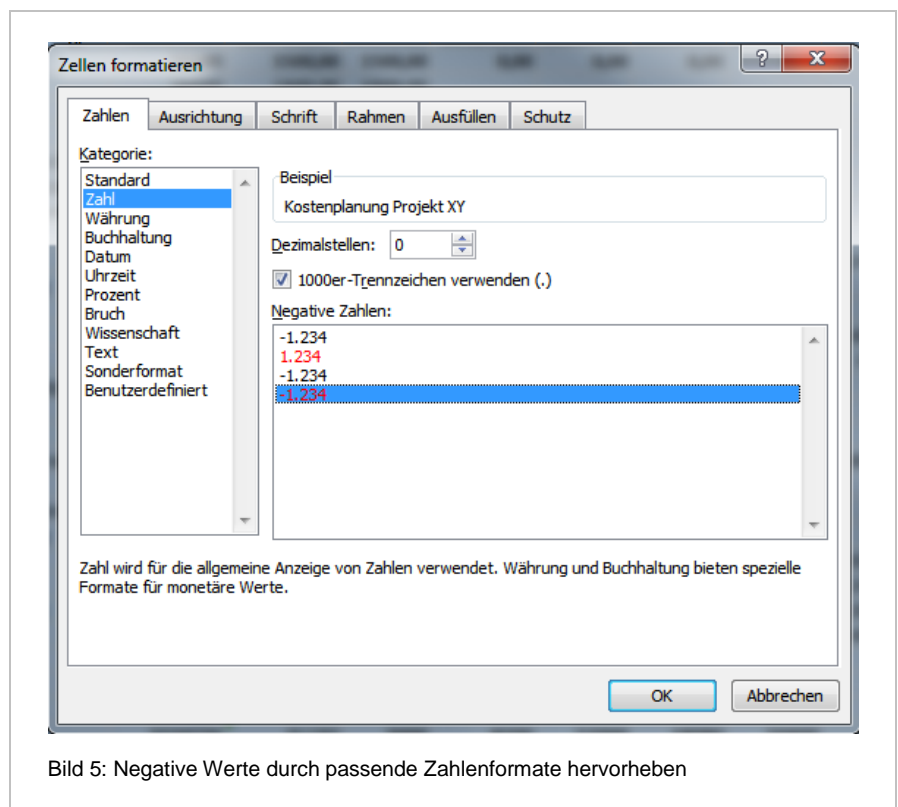 Zellen formatieren
Zahlen Ausrichtung Schrift Rahmen Ausfüllen Schutz
Kategorie:
Standard
Zahl
Währung
Buchhaltung
Datum
Uhrzeit
Prozent
Bruch
Wissenschaft
Text
Sonderformat
Benutzerdefiniert
Beispiel
Kostenplanung Projekt XY
Dezimalstellen: 0
1000er-Trennzeichen verwenden (.)
Negative Zahlen:
-1.234
1.234
-1.234
-1.234
Zahl wird für die allgemeine Anzeige von Zahlen verwendet. Währung und Buchhaltung bieten spezielle
Formate für monetäre Werte.
OK Abbrechen
Bild 5: Negative Werte durch passende Zahlenformate hervorheben